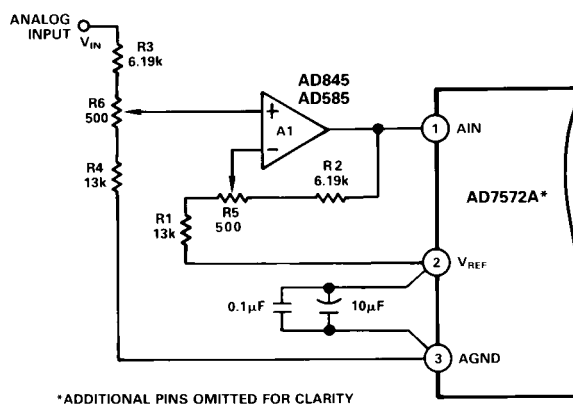 ANALOG
INPUT
VIN
R3
6.19k
R6
500
R4
13k
AD845
AD585
+
A1
−
R2
6.19k
R5
500
R1
13k
1
AIN
AD7572A*
2
VREF
0.1µF
10µF
3
AGND
*ADDITIONAL PINS OMITTED FOR CLARITY